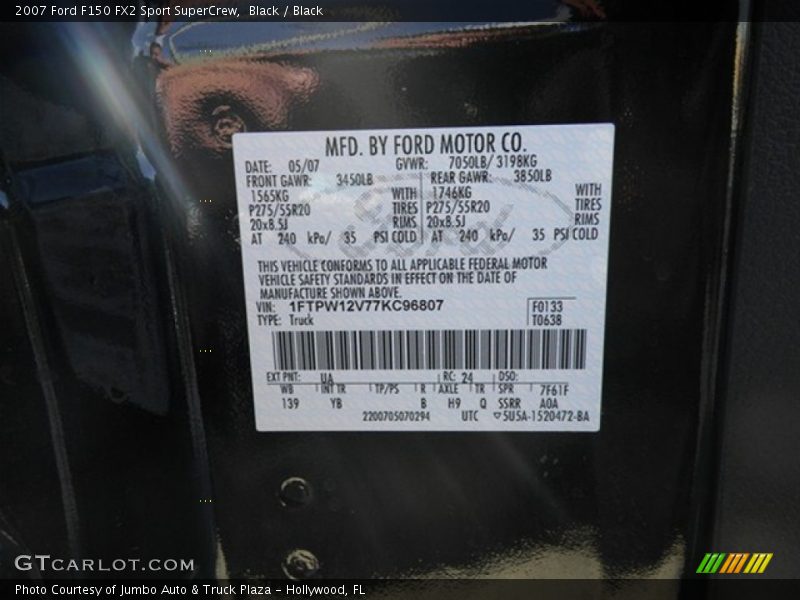 2007 Ford F150 FX2 Sport SuperCrew, Black / Black
MFD. BY FORD MOTOR CO.
DATE: 05/07 GVWR: 7050LB/ 3198KG
FRONT GAWR: 3450LB REAR GAWR: 3850LB
1565KG WITH 1746KG WITH
P275/55R20 TIRES P275/55R20 TIRES
20x8.5J RIMS 20x8.5J RIMS
AT 240 kPa/ 35 PSI COLD AT 240 kPa/ 35 PSI COLD
Ford
THIS VEHICLE CONFORMS TO ALL APPLICABLE FEDERAL MOTOR
VEHICLE SAFETY STANDARDS IN EFFECT ON THE DATE OF
MANUFACTURE SHOWN ABOVE.
VIN: 1FTPW12V77KC96807 F0133
TYPE: Truck T0638
EXT PNT: UA RC: 24 DSO:
WB INT TR TP/PS R AXLE TR SPR 7F61F
139 YB B H9 Q SSRR AOA
2200705070294 UTC 5U5A-1520472-BA
GTCARLOT.COM
Photo Courtesy of Jumbo Auto & Truck Plaza - Hollywood, FL